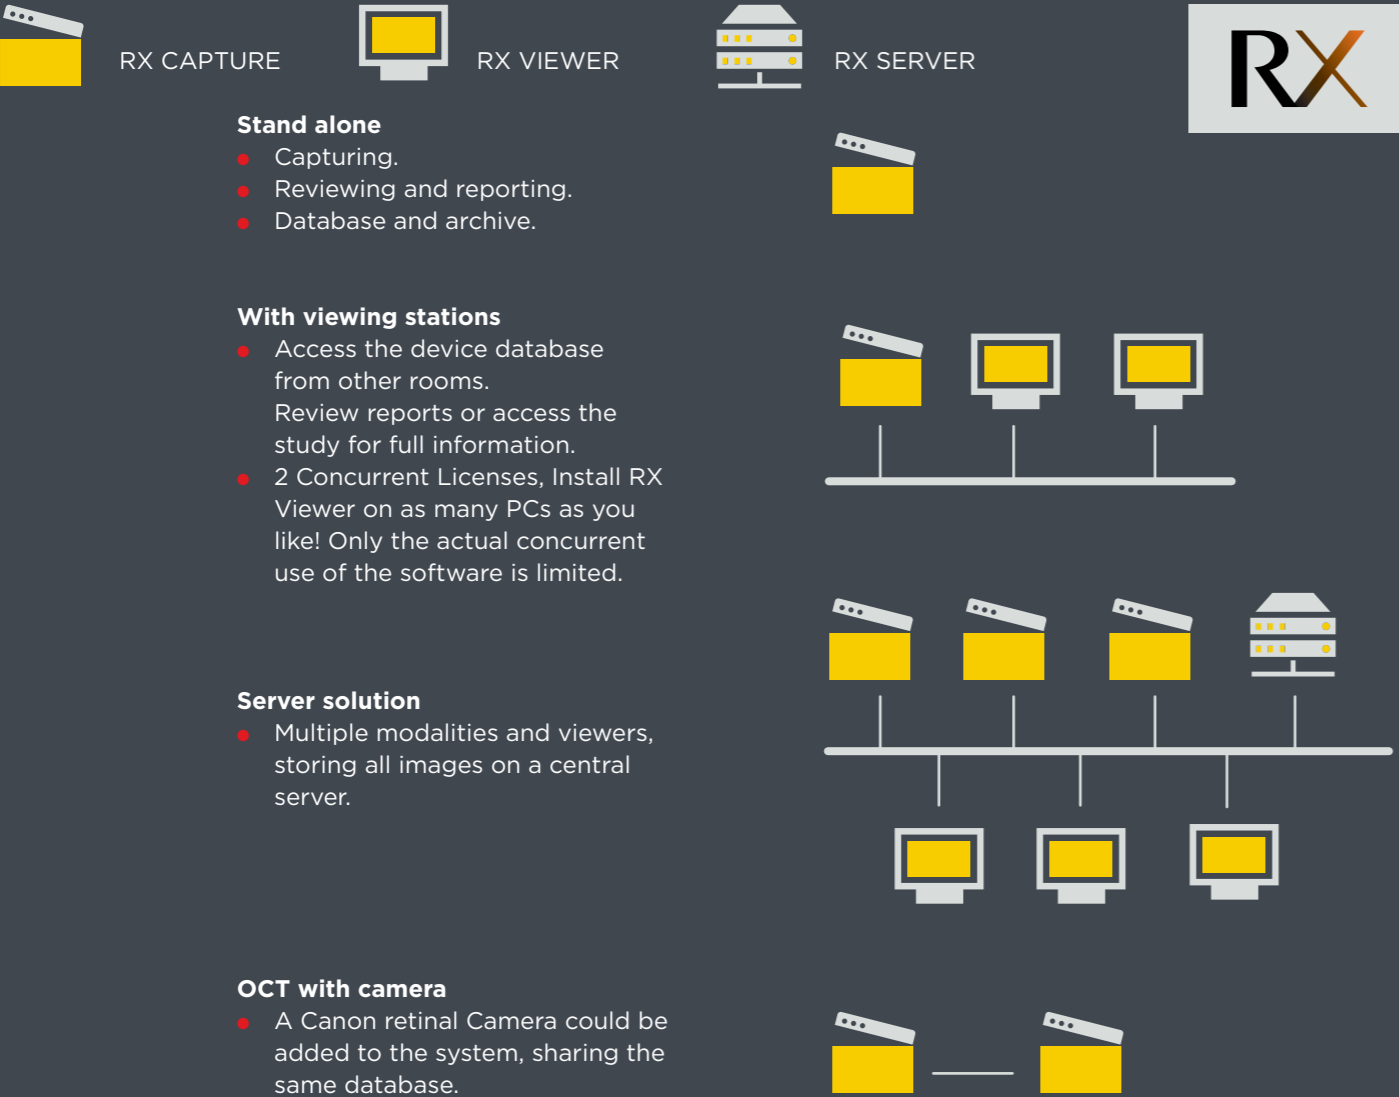 RX CAPTURE
RX VIEWER
RX SERVER
RX
Stand alone
Capturing.
Reviewing and reporting.
Database and archive.
With viewing stations
Access the device database
from other rooms.
Review reports or access the
study for full information.
2 Concurrent Licenses, Install RX
Viewer on as many PCs as you
like! Only the actual concurrent
use of the software is limited.
Server solution
Multiple modalities and viewers,
storing all images on a central
server.
OCT with camera
A Canon retinal Camera could be
added to the system, sharing the
same database.